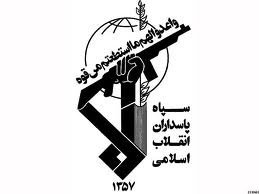 واعدوا لهم ما استطعتم من قوة
سپاه
پاسداران
انقلاب
اسلامی
۱۳۵۷